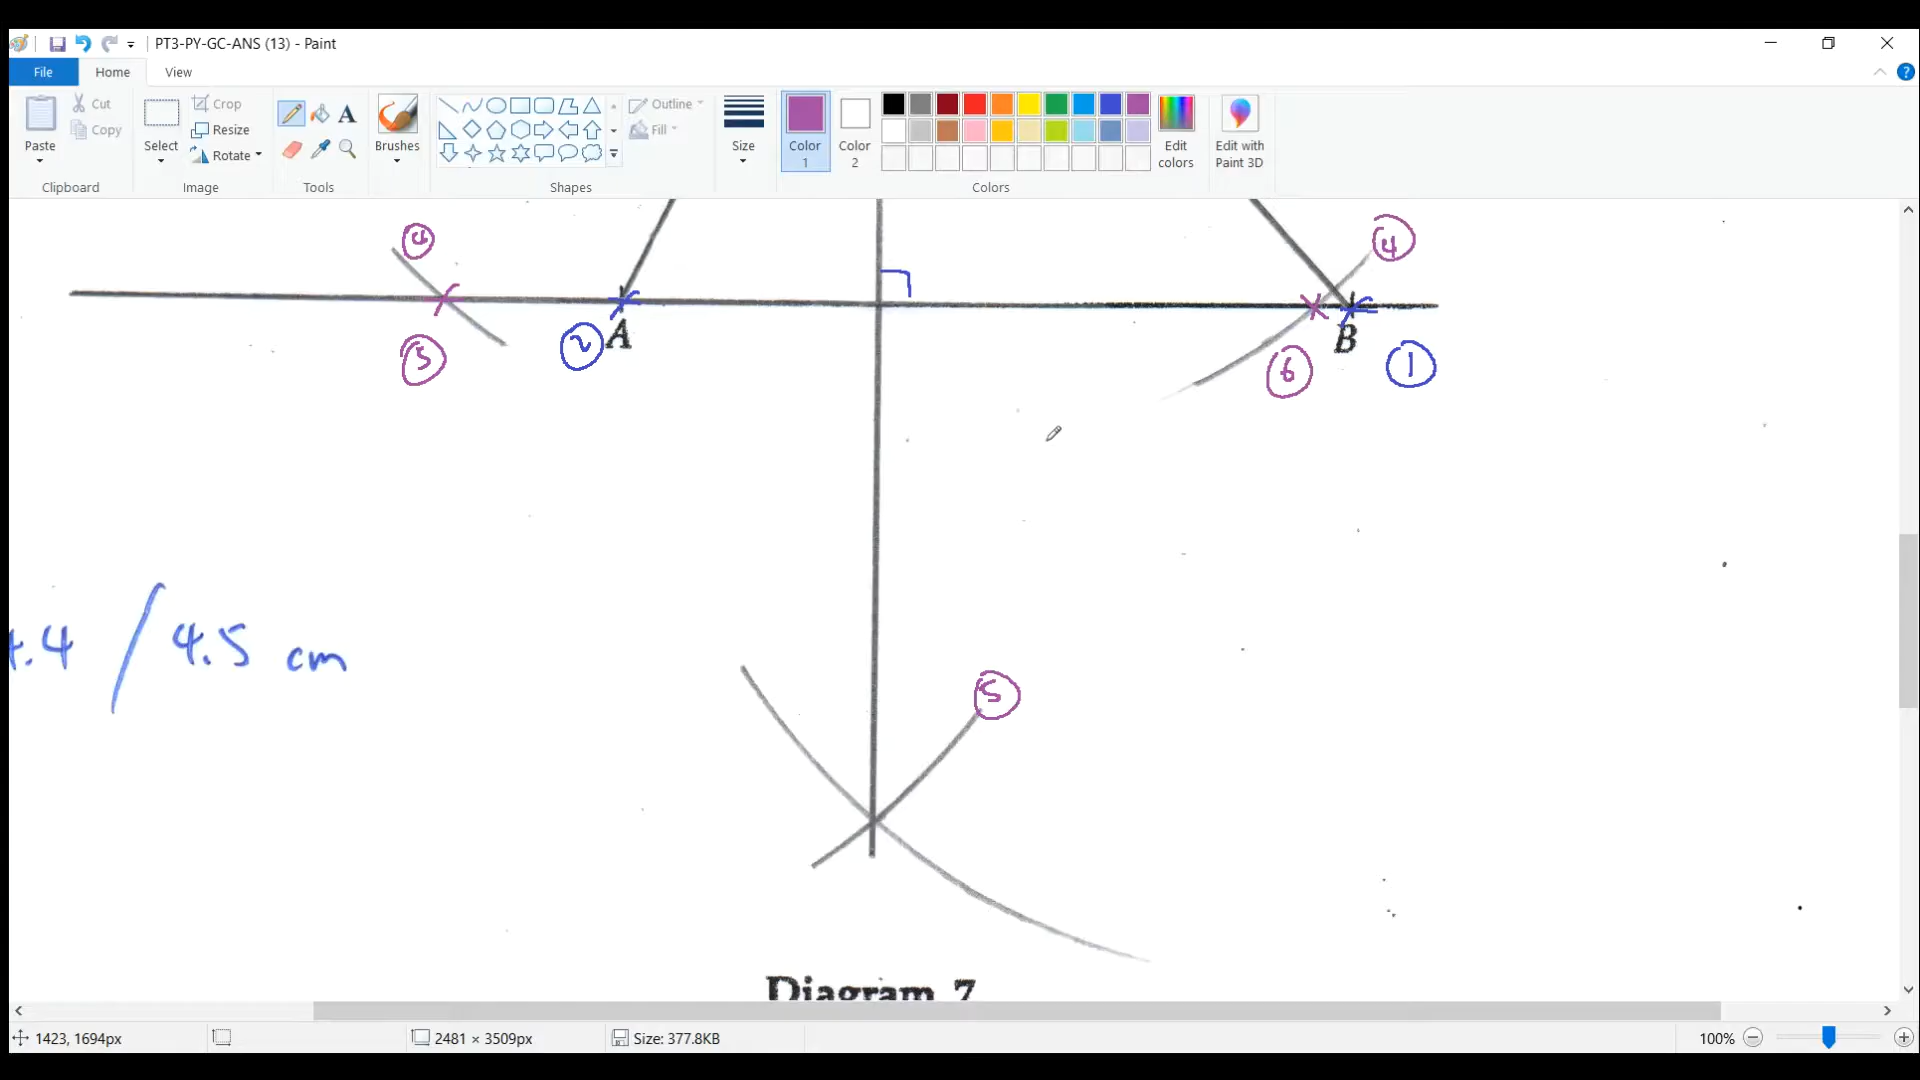 PT3-PY-GC-ANS (13) - Paint
File
Home
View
Paste
Cut
Copy
Clipboard
Select
Crop
Resize
Rotate
Image
A
Tools
Brushes
Outline
Fill
Shapes
Size
Color 1
Color 2
Edit colors
Edit with Paint 3D
Colors
?
4
4
A
B
3
2
6
1
4.4 / 4.5 cm
5
Diagram 7
1423, 1694px
2481 × 3509px
Size: 377.8KB
100%